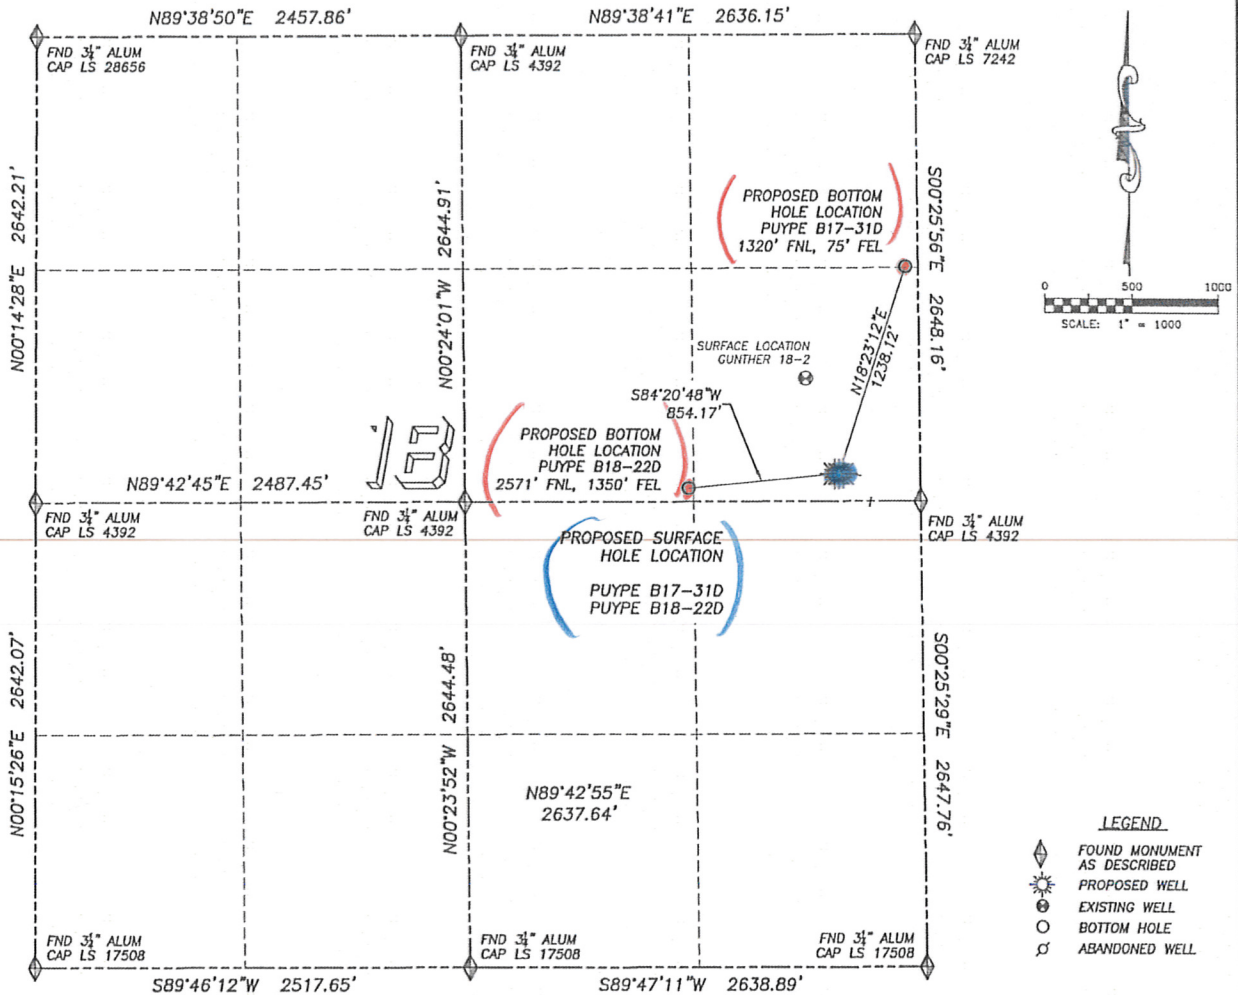 N89°38'50"E 2457.86'
N89°38'41"E 2636.15'
FND 3¼" ALUM
CAP LS 28656
FND 3¼" ALUM
CAP LS 4392
FND 3¼" ALUM
CAP LS 7242
N00°14'28"E 2642.21'
N00°24'01"W 2644.91'
S00°25'56"E 2648.16'
PROPOSED BOTTOM
HOLE LOCATION
PUYPE B17-31D
1320' FNL, 75' FEL
0 500 1000
SCALE: 1" = 1000
SURFACE LOCATION
GUNTHER 18-2
N18°23'12"E
1238.12'
S84°20'48"W
854.17'
18
PROPOSED BOTTOM
HOLE LOCATION
PUYPE B18-22D
2571' FNL, 1350' FEL
N89°42'45"E 2487.45'
FND 3¼" ALUM
CAP LS 4392
FND 3¼" ALUM
CAP LS 4392
FND 3¼" ALUM
CAP LS 4392
PROPOSED SURFACE
HOLE LOCATION
PUYPE B17-31D
PUYPE B18-22D
N00°15'26"E 2642.07'
N00°23'52"W 2644.48'
S00°25'29"E 2647.76'
N89°42'55"E
2637.64'
LEGEND
FOUND MONUMENT
AS DESCRIBED
PROPOSED WELL
EXISTING WELL
BOTTOM HOLE
ABANDONED WELL
FND 3¼" ALUM
CAP LS 17508
FND 3¼" ALUM
CAP LS 17508
FND 3¼" ALUM
CAP LS 17508
S89°46'12"W 2517.65'
S89°47'11"W 2638.89'